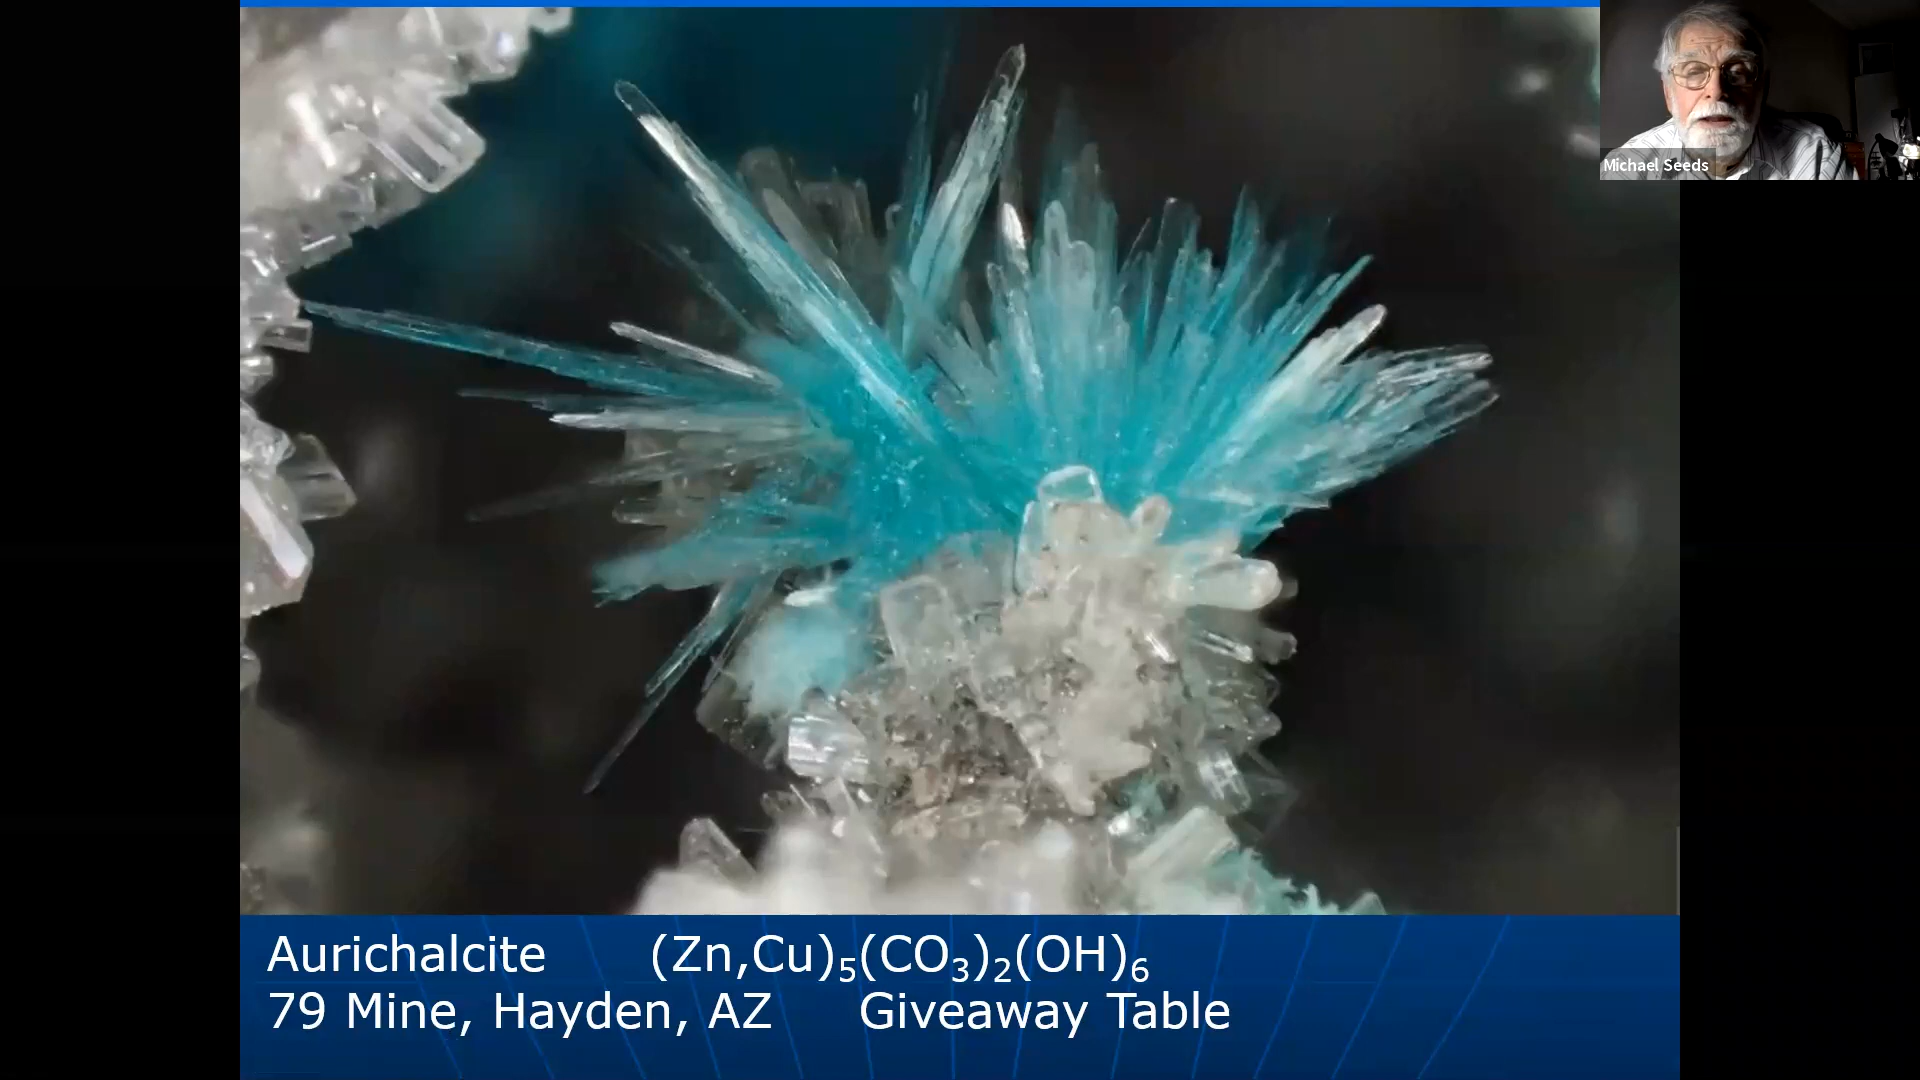 Michael Seeds
Aurichalcite (Zn,Cu)₅(CO₃)₂(OH)₆
79 Mine, Hayden, AZ Giveaway Table